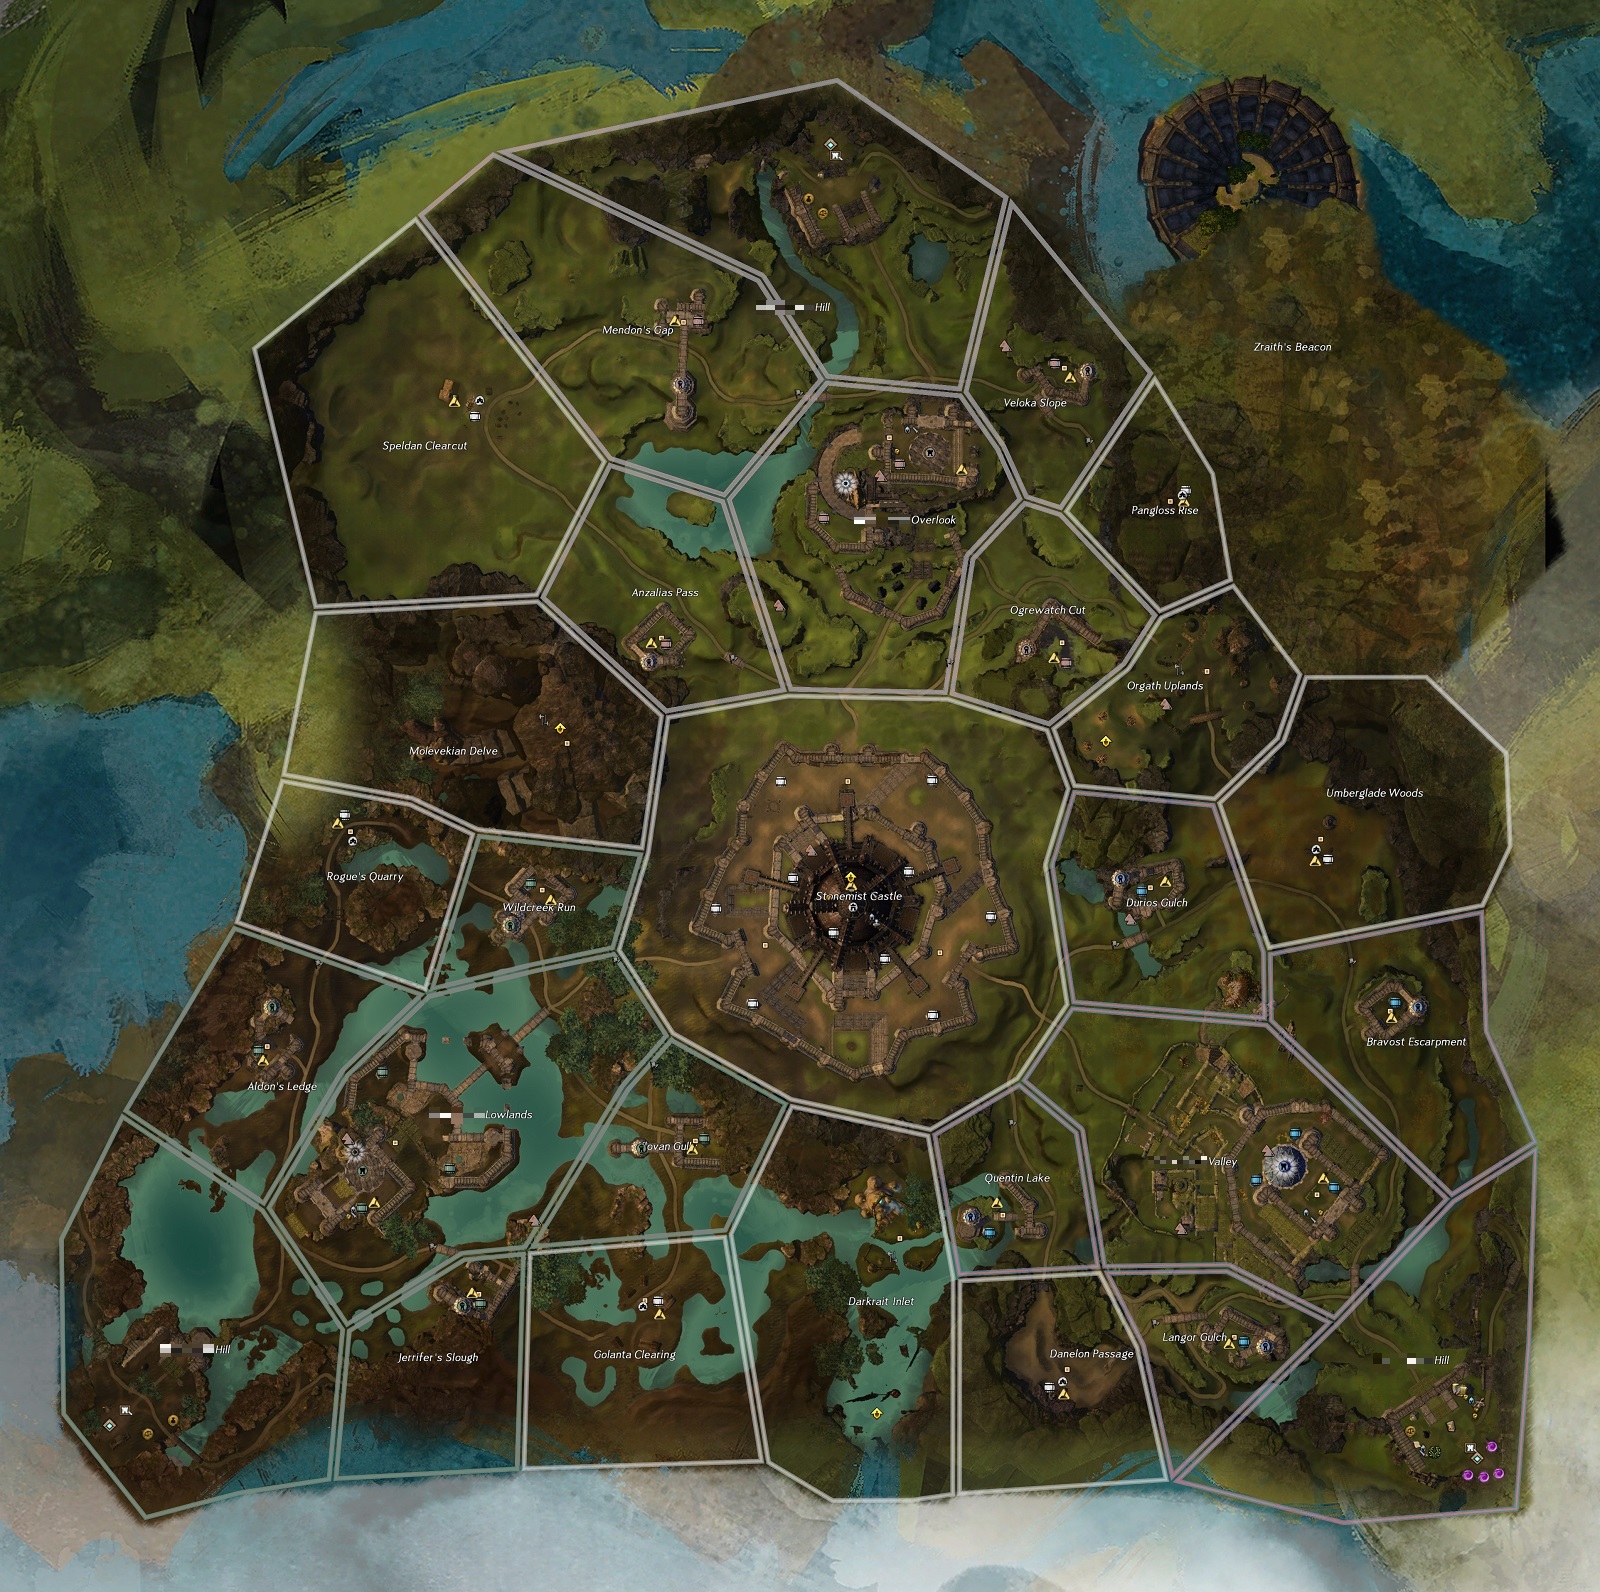 Hill
Mendon's Gap
Zraith's Beacon
Veloka Slope
Speldan Clearcut
Pangloss Rise
Overlook
Anzalias Pass
Ogrewatch Cut
Orgath Uplands
Molevekian Delve
Umberglade Woods
Rogue's Quarry
Stonemist Castle
Wildcreek Run
Durios Gulch
Bravost Escarpment
Aldon's Ledge
Lowlands
Valley
Quentin Lake
Darkrait Inlet
Langor Gulch
Hill
Jerrifer's Slough
Golanta Clearing
Danelon Passage
Hill